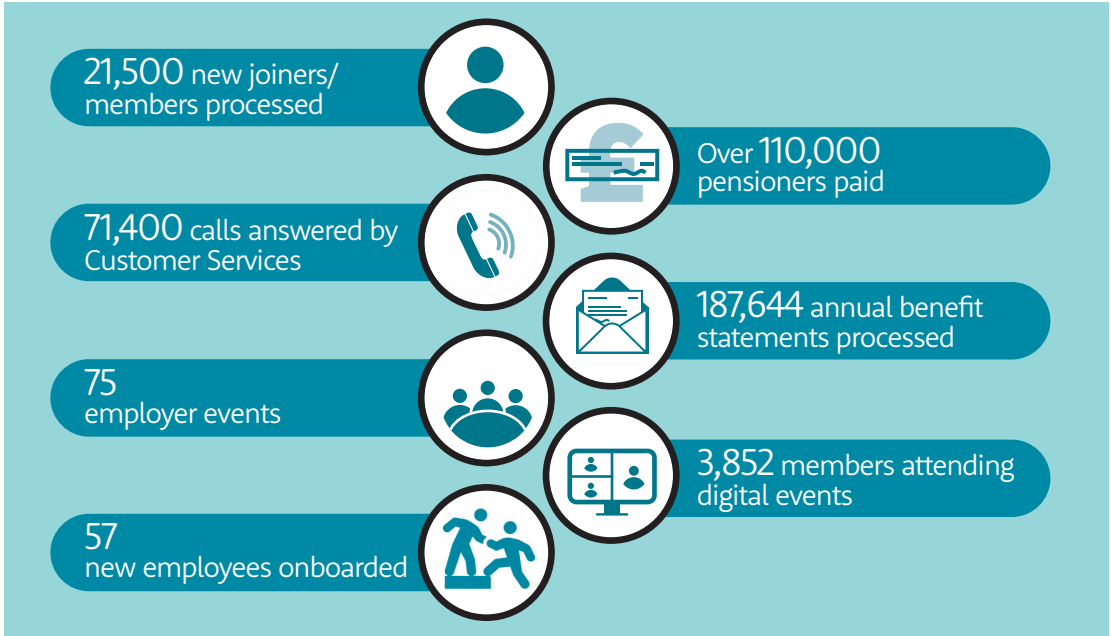 21,500 new joiners/
members processed
Over 110,000
pensioners paid
71,400 calls answered by
Customer Services
187,644 annual benefit
statements processed
75
employer events
3,852 members attending
digital events
57
new employees onboarded